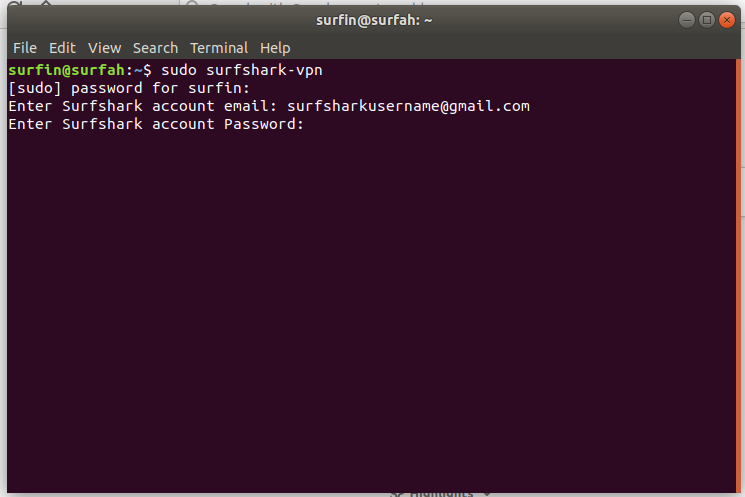 surfin@surfah: ~
File Edit View Search Terminal Help
surfin@surfah:~$ sudo surfshark-vpn
[sudo] password for surfin:
Enter Surfshark account email: surfsharkusername@gmail.com
Enter Surfshark account Password:
Highlights